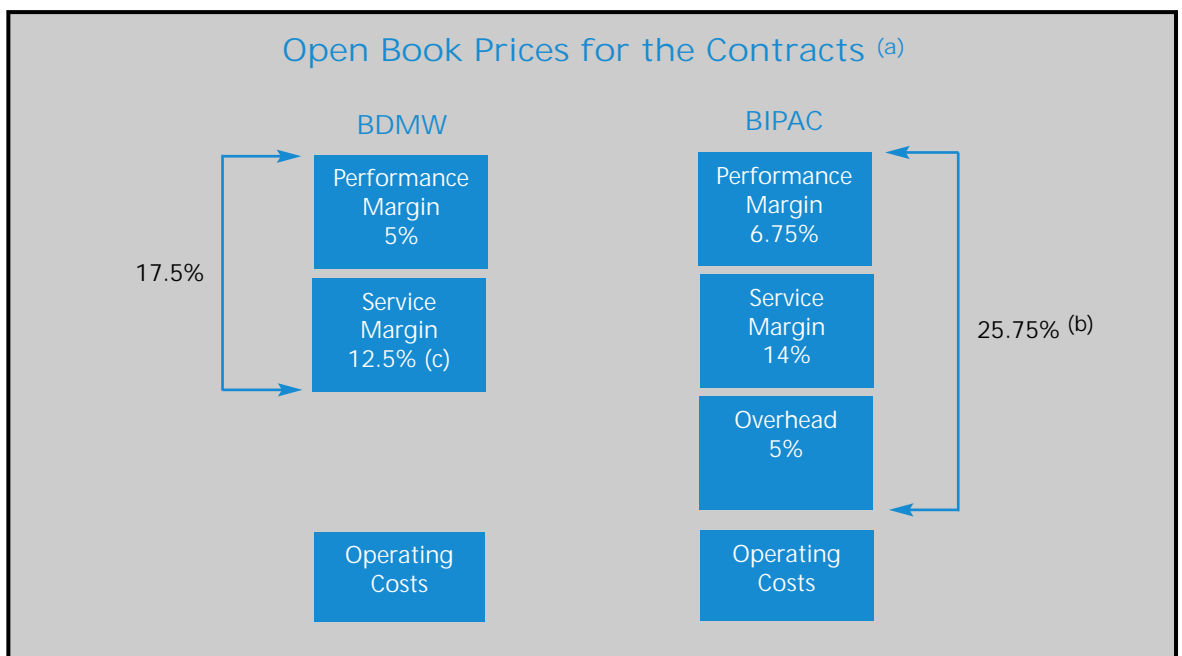 Open Book Prices for the Contracts (a)
BDMW
Performance
Margin
5%
17.5%
Service
Margin
12.5% (c)
Operating
Costs
BIPAC
Performance
Margin
6.75%
Service
Margin
14%
25.75% (b)
Overhead
5%
Operating
Costs